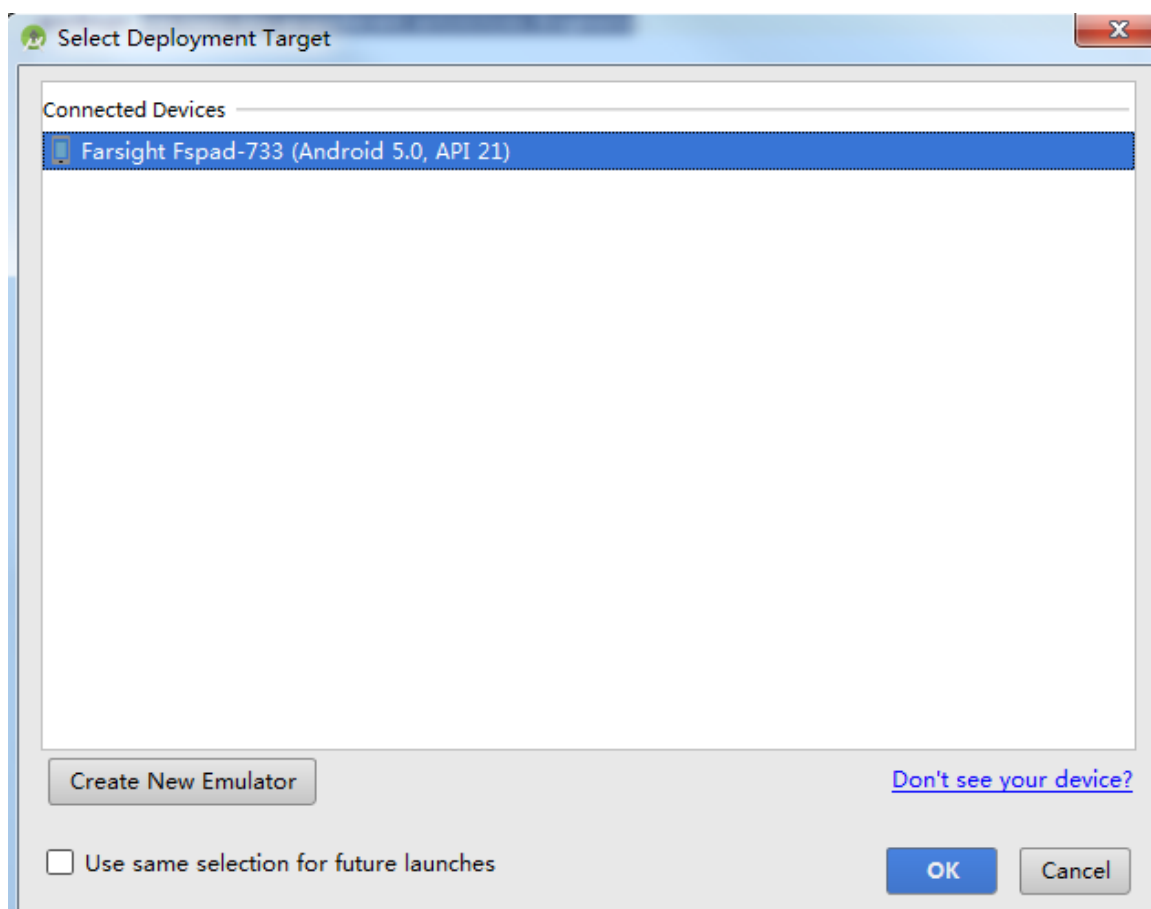 Select Deployment Target
Connected Devices
Farsight Fspad-733 (Android 5.0, API 21)
Create New Emulator
Don't see your device?
Use same selection for future launches
OK
Cancel